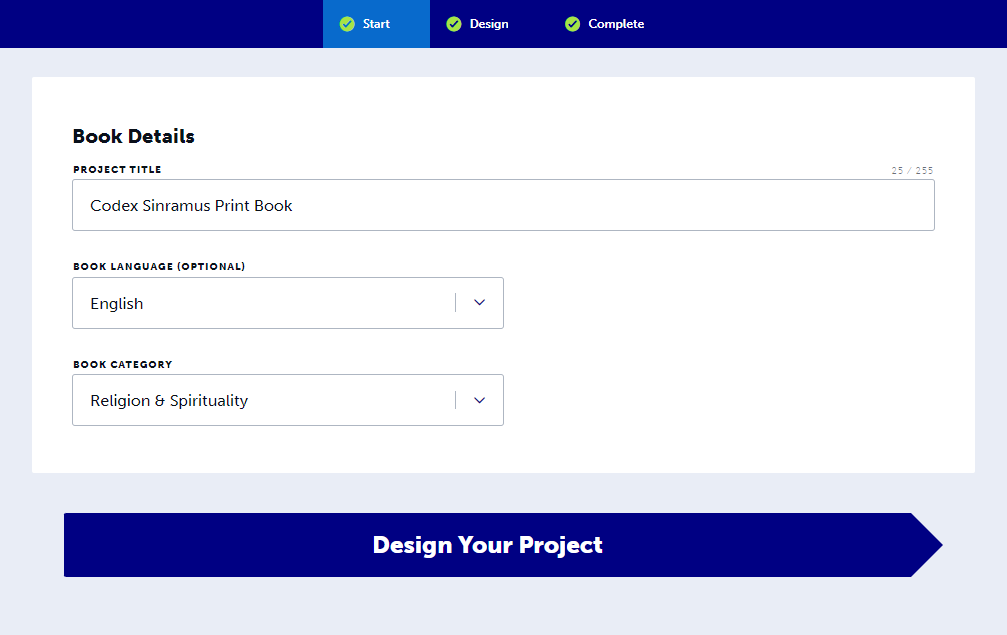 Start
Design
Complete
Book Details
PROJECT TITLE
25 / 255
Codex Sinramus Print Book
BOOK LANGUAGE (OPTIONAL)
English
BOOK CATEGORY
Religion & Spirituality
Design Your Project